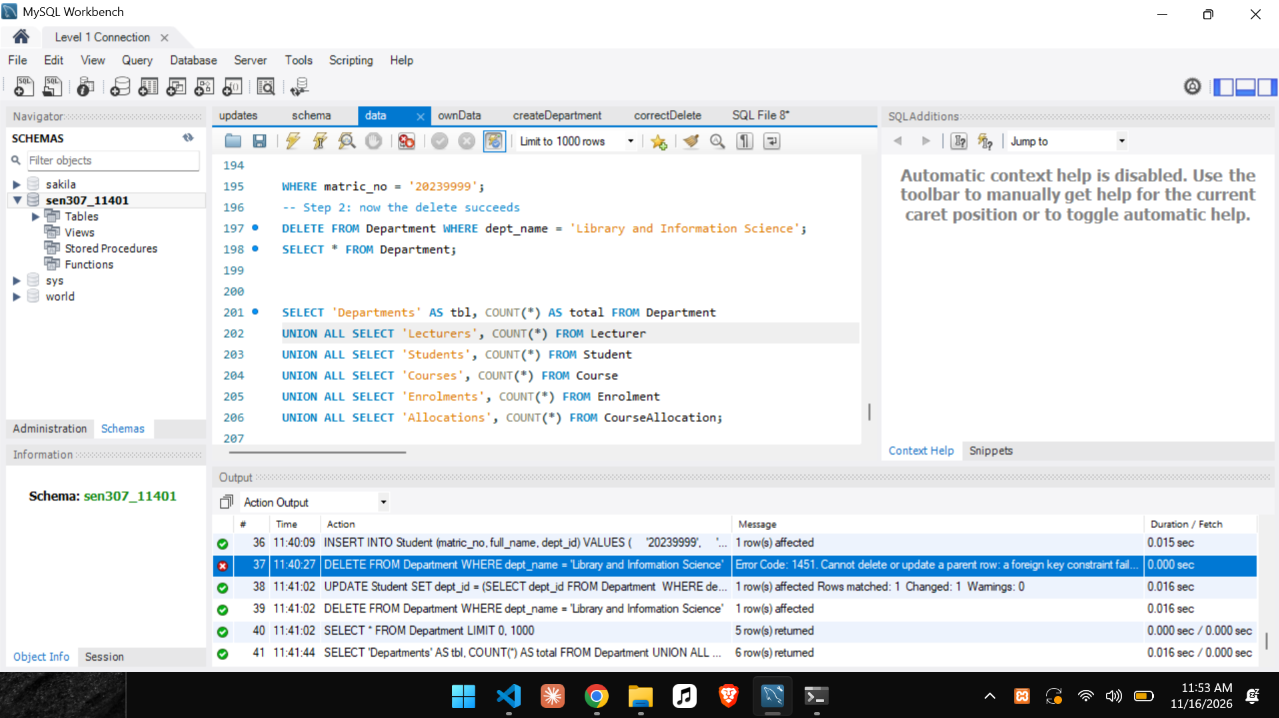 MySQL Workbench
Level 1 Connection
File Edit View Query Database Server Tools Scripting Help
Navigator
SCHEMAS
Filter objects
sakila
sen307_11401
Tables
Views
Stored Procedures
Functions
sys
world
Administration Schemas
Information
Schema: sen307_11401
Object Info Session
updates schema data ownData createDepartment correctDelete SQL File 8*
Limit to 1000 rows
194
195 WHERE matric_no = '20239999';
196 -- Step 2: now the delete succeeds
197 DELETE FROM Department WHERE dept_name = 'Library and Information Science';
198 SELECT * FROM Department;
199
200
201 SELECT 'Departments' AS tbl, COUNT(*) AS total FROM Department
202 UNION ALL SELECT 'Lecturers', COUNT(*) FROM Lecturer
203 UNION ALL SELECT 'Students', COUNT(*) FROM Student
204 UNION ALL SELECT 'Courses', COUNT(*) FROM Course
205 UNION ALL SELECT 'Enrolments', COUNT(*) FROM Enrolment
206 UNION ALL SELECT 'Allocations', COUNT(*) FROM CourseAllocation;
207
SQLAdditions
Jump to
Automatic context help is disabled. Use the
toolbar to manually get help for the current
caret position or to toggle automatic help.
Context Help Snippets
Output
Action Output
# Time Action Message Duration / Fetch
36 11:40:09 INSERT INTO Student (matric_no, full_name, dept_id) VALUES ( '20239999', '... 1 row(s) affected 0.015 sec
37 11:40:27 DELETE FROM Department WHERE dept_name = 'Library and Information Science' Error Code: 1451. Cannot delete or update a parent row: a foreign key constraint fail... 0.000 sec
38 11:41:02 UPDATE Student SET dept_id = (SELECT dept_id FROM Department WHERE de... 1 row(s) affected Rows matched: 1 Changed: 1 Warnings: 0 0.016 sec
39 11:41:02 DELETE FROM Department WHERE dept_name = 'Library and Information Science' 1 row(s) affected 0.016 sec
40 11:41:02 SELECT * FROM Department LIMIT 0, 1000 5 row(s) returned 0.000 sec / 0.000 sec
41 11:41:44 SELECT 'Departments' AS tbl, COUNT(*) AS total FROM Department UNION ALL ... 6 row(s) returned 0.016 sec / 0.000 sec
11:53 AM
11/16/2026